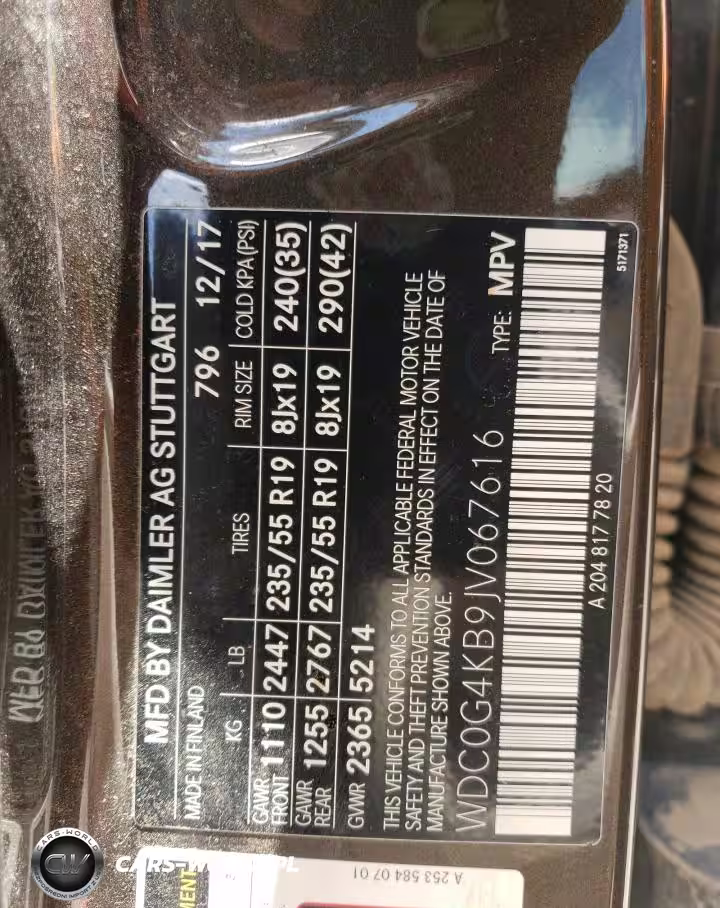 MFD BY DAIMLER AG STUTTGART
MADE IN FINLAND 796 12/17
KG LB TIRES RIM SIZE COLD KPA(PSI)
GAWR FRONT 1110 2447 235/55 R19 8Jx19 240(35)
GAWR REAR 1255 2767 235/55 R19 8Jx19 290(42)
GVWR 2365 5214
THIS VEHICLE CONFORMS TO ALL APPLICABLE FEDERAL MOTOR VEHICLE
SAFETY AND THEFT PREVENTION STANDARDS IN EFFECT ON THE DATE OF
MANUFACTURE SHOWN ABOVE.
WDC0G4KB9JV067616 TYPE: MPV
A 204 817 78 20
5171371
A 253 584 07 01
CARS-WORLD
CW